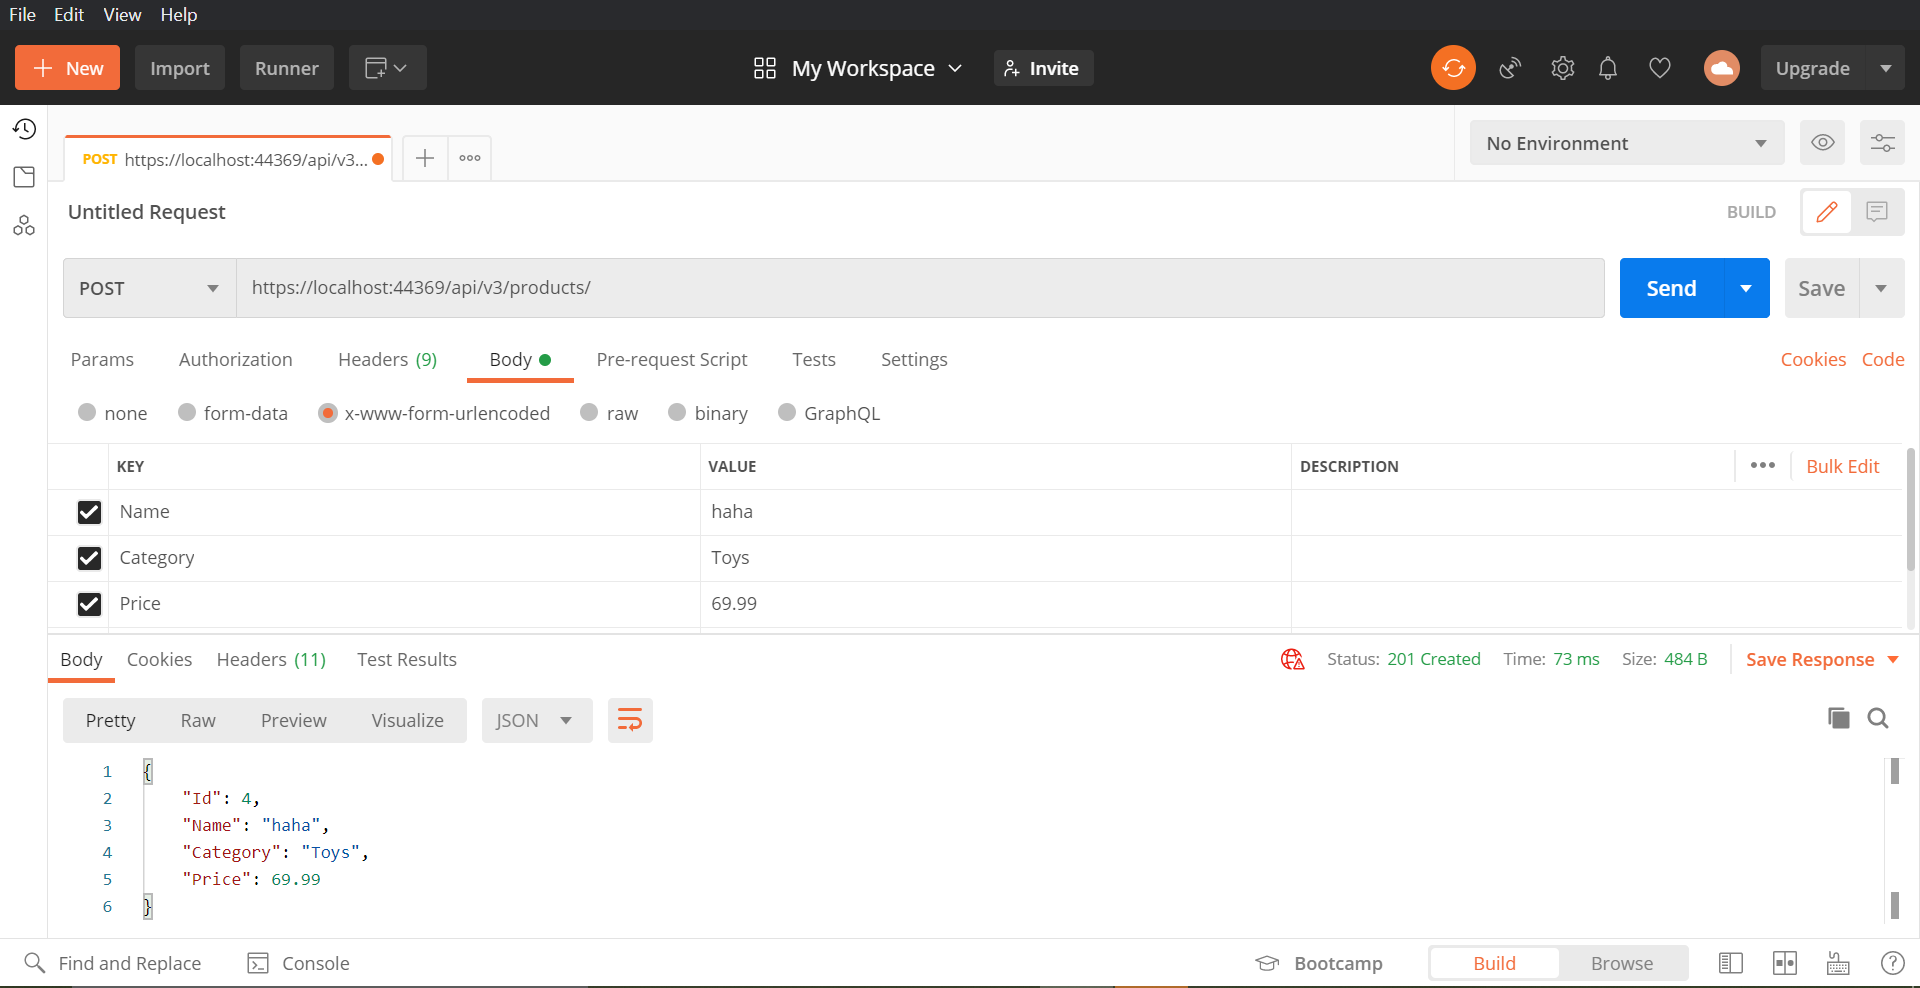 File Edit View Help
New Import Runner My Workspace Invite Upgrade
POST https://localhost:44369/api/v3... No Environment
Untitled Request BUILD
POST https://localhost:44369/api/v3/products/ Send Save
Params Authorization Headers (9) Body Pre-request Script Tests Settings Cookies Code
none form-data x-www-form-urlencoded raw binary GraphQL
KEY VALUE DESCRIPTION Bulk Edit
Name haha
Category Toys
Price 69.99
Body Cookies Headers (11) Test Results Status: 201 Created Time: 73 ms Size: 484 B Save Response
Pretty Raw Preview Visualize JSON
1 {
2 "Id": 4,
3 "Name": "haha",
4 "Category": "Toys",
5 "Price": 69.99
6 }
Find and Replace Console Bootcamp Build Browse